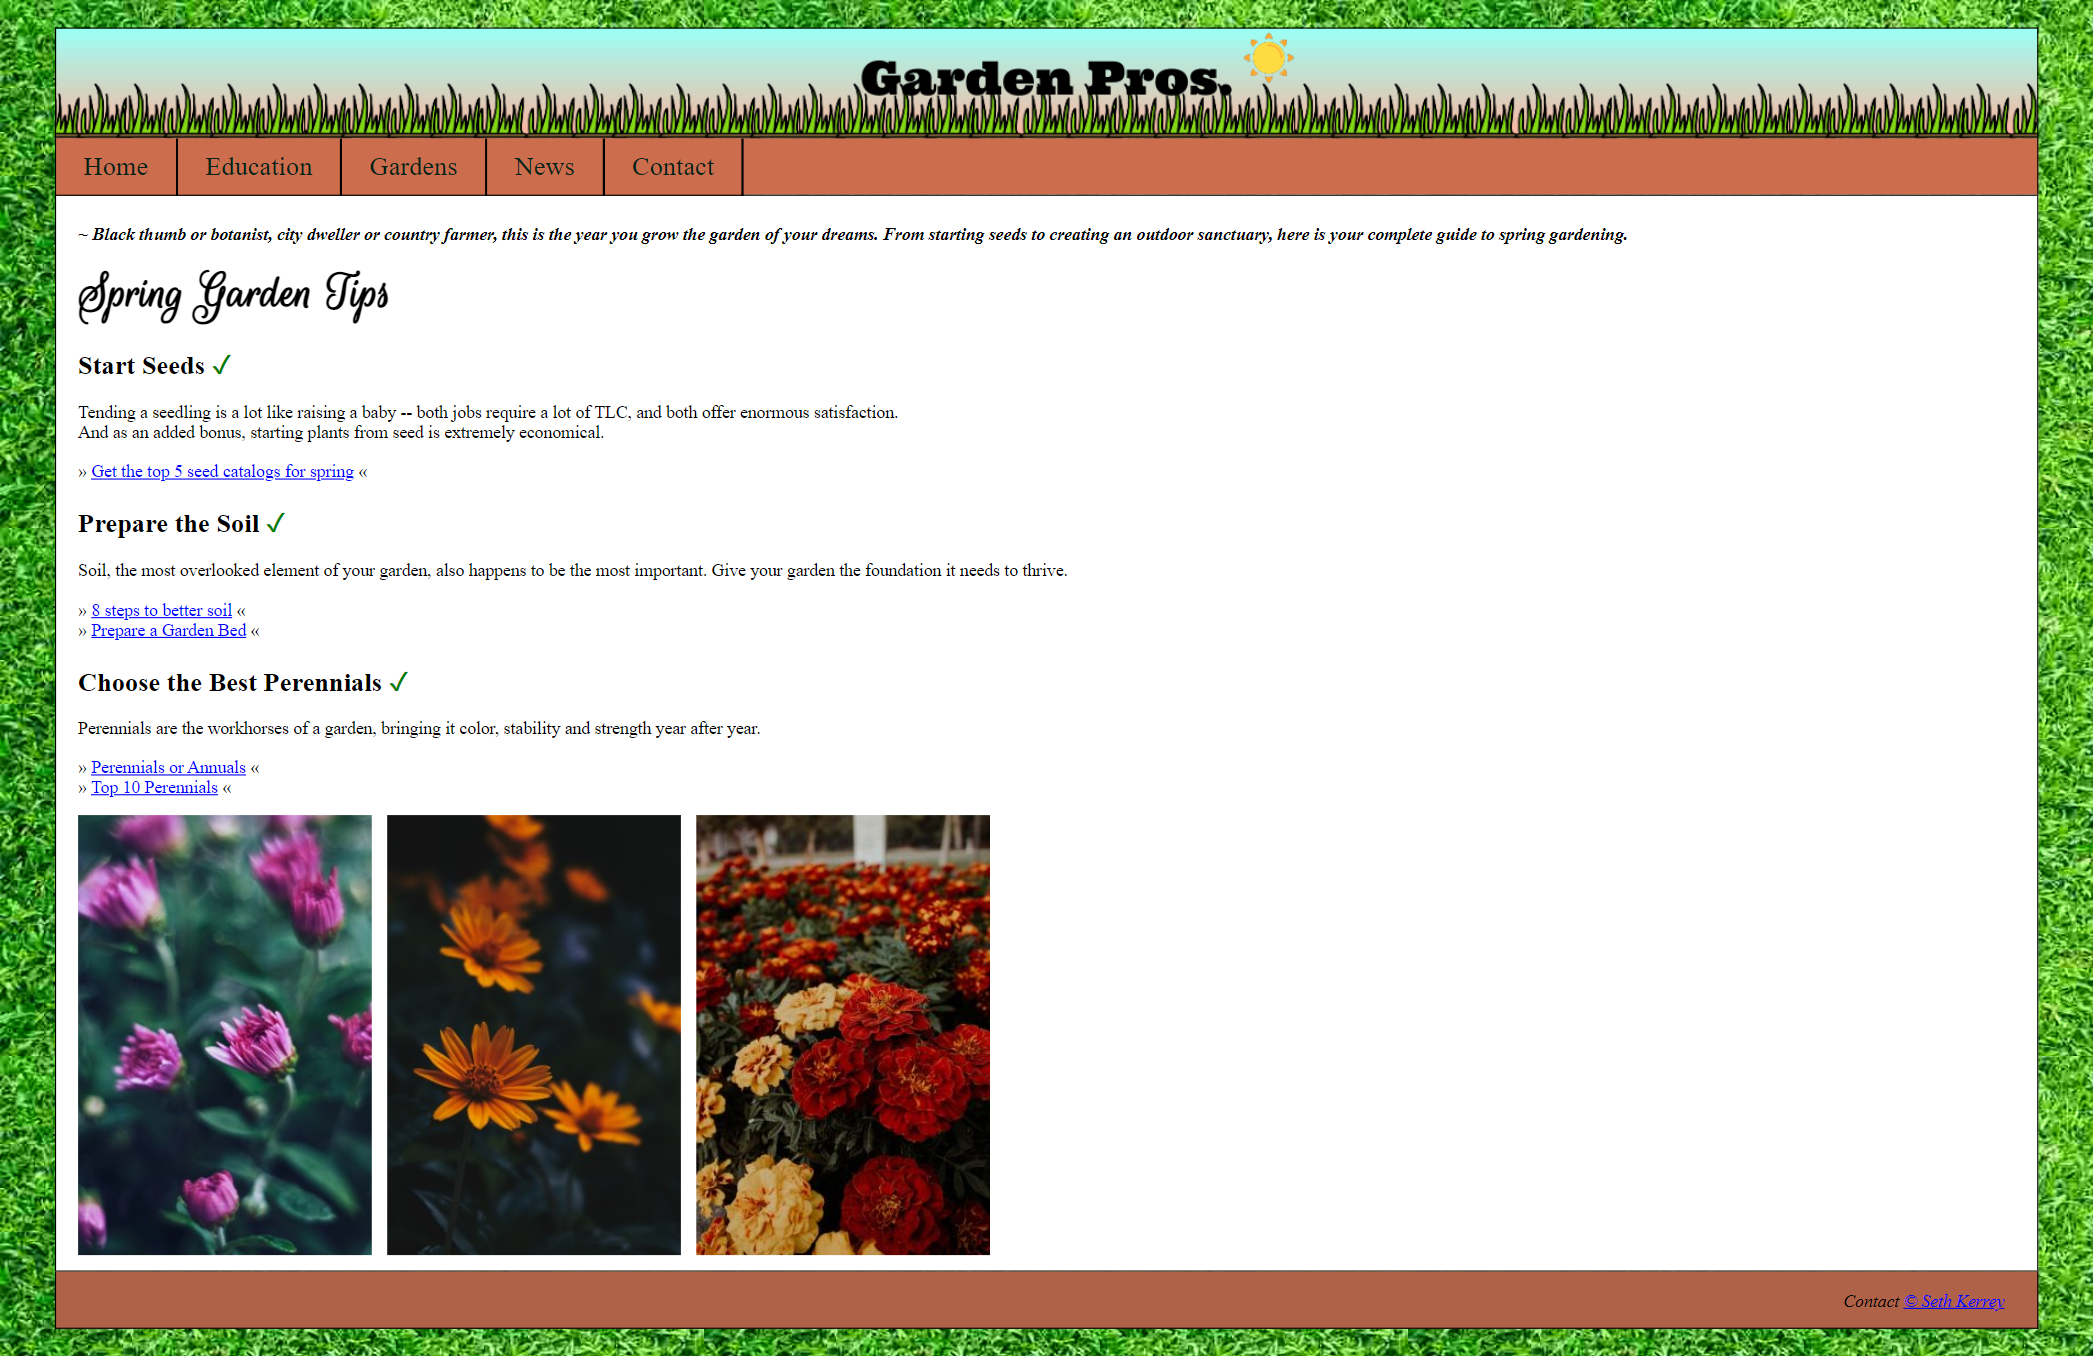 Garden Pros.
Home
Education
Gardens
News
Contact
~ Black thumb or botanist, city dweller or country farmer, this is the year you grow the garden of your dreams. From starting seeds to creating an outdoor sanctuary, here is your complete guide to spring gardening.
Spring Garden Tips
Start Seeds ✓
Tending a seedling is a lot like raising a baby -- both jobs require a lot of TLC, and both offer enormous satisfaction.
And as an added bonus, starting plants from seed is extremely economical.
» Get the top 5 seed catalogs for spring «
Prepare the Soil ✓
Soil, the most overlooked element of your garden, also happens to be the most important. Give your garden the foundation it needs to thrive.
» 8 steps to better soil «
» Prepare a Garden Bed «
Choose the Best Perennials ✓
Perennials are the workhorses of a garden, bringing it color, stability and strength year after year.
» Perennials or Annuals «
» Top 10 Perennials «
Contact © Seth Kerrey